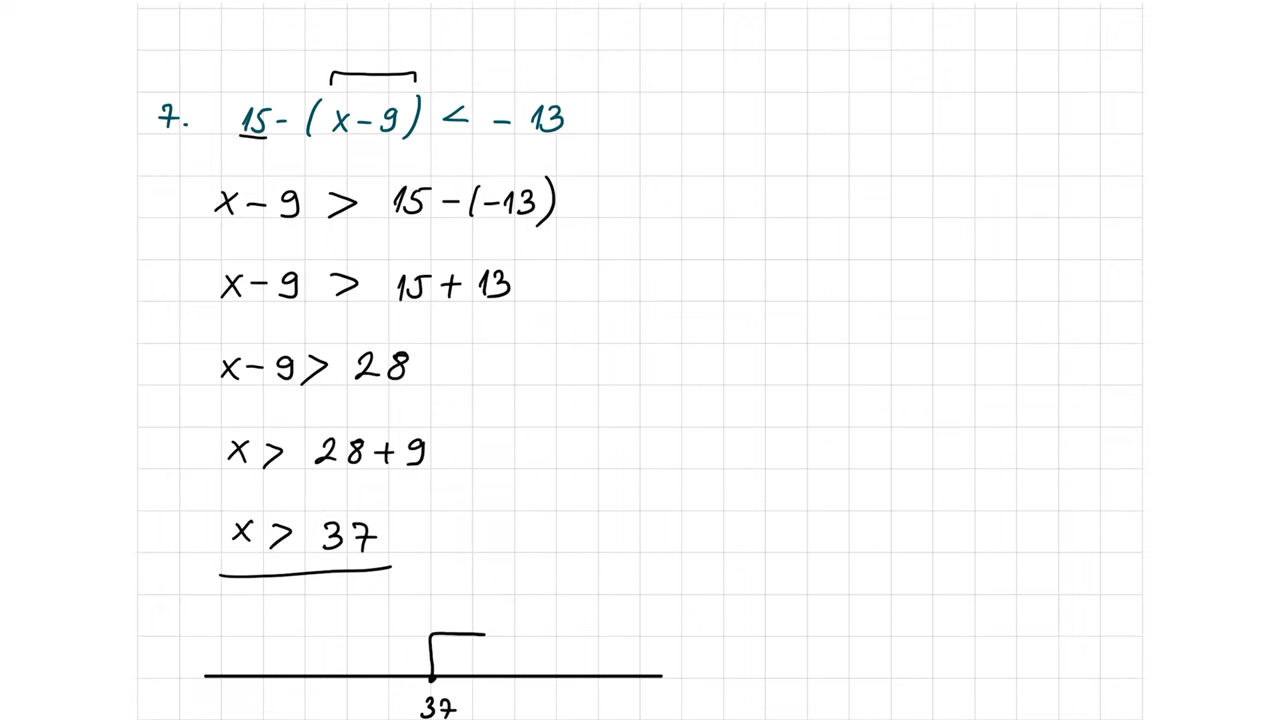 7. 15 - (x - 9) < - 13
x - 9 > 15 - (-13)
x - 9 > 15 + 13
x - 9 > 28
x > 28 + 9
x > 37
37